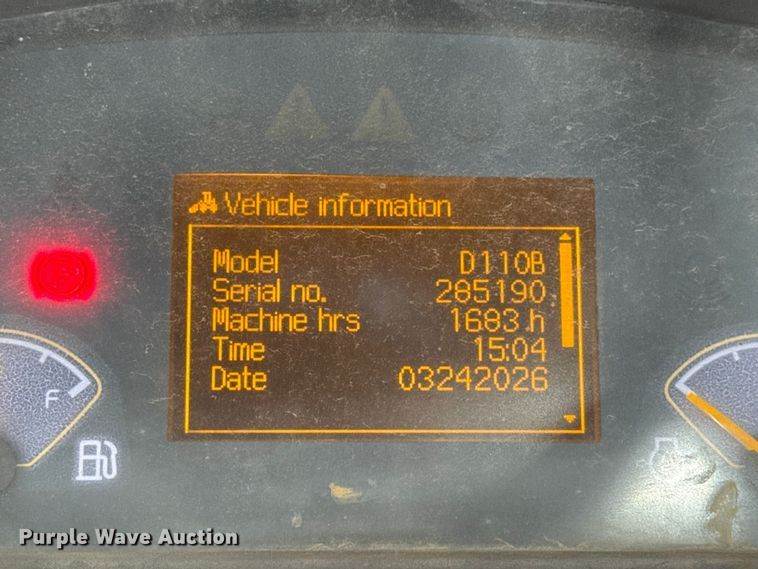 Vehicle information
Model D110B
Serial no. 285190
Machine hrs 1683 h
Time 15:04
Date 03242026
F
Purple Wave Auction